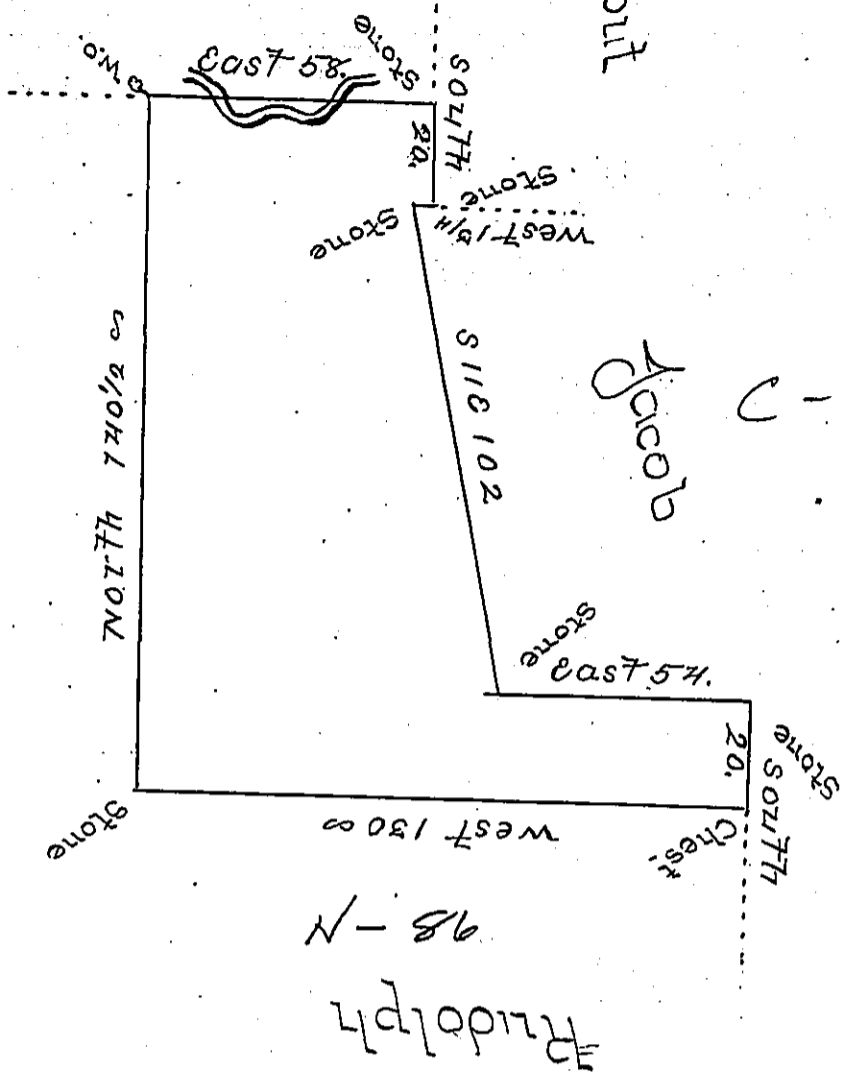 W.O.
East 58.
Stone
South
20.
Stone
West 1 3/4
Stone
S 11 E 102
Jacob
Stone
East 54.
Stone
South
20.
Chest.
West 130
Stone
North 140 1/2
98 - N
Rudolph